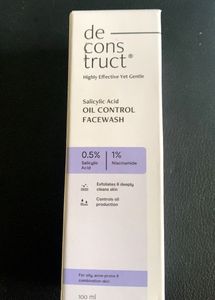 de
cons
truct®
Highly Effective Yet Gentle
Salicylic Acid
OIL CONTROL
FACEWASH
0.5% 1%
Salicylic Niacinamide
Acid
Exfoliates & deeply
cleans skin
Controls oil
production
For oily, acne-prone &
combination skin
100 ml